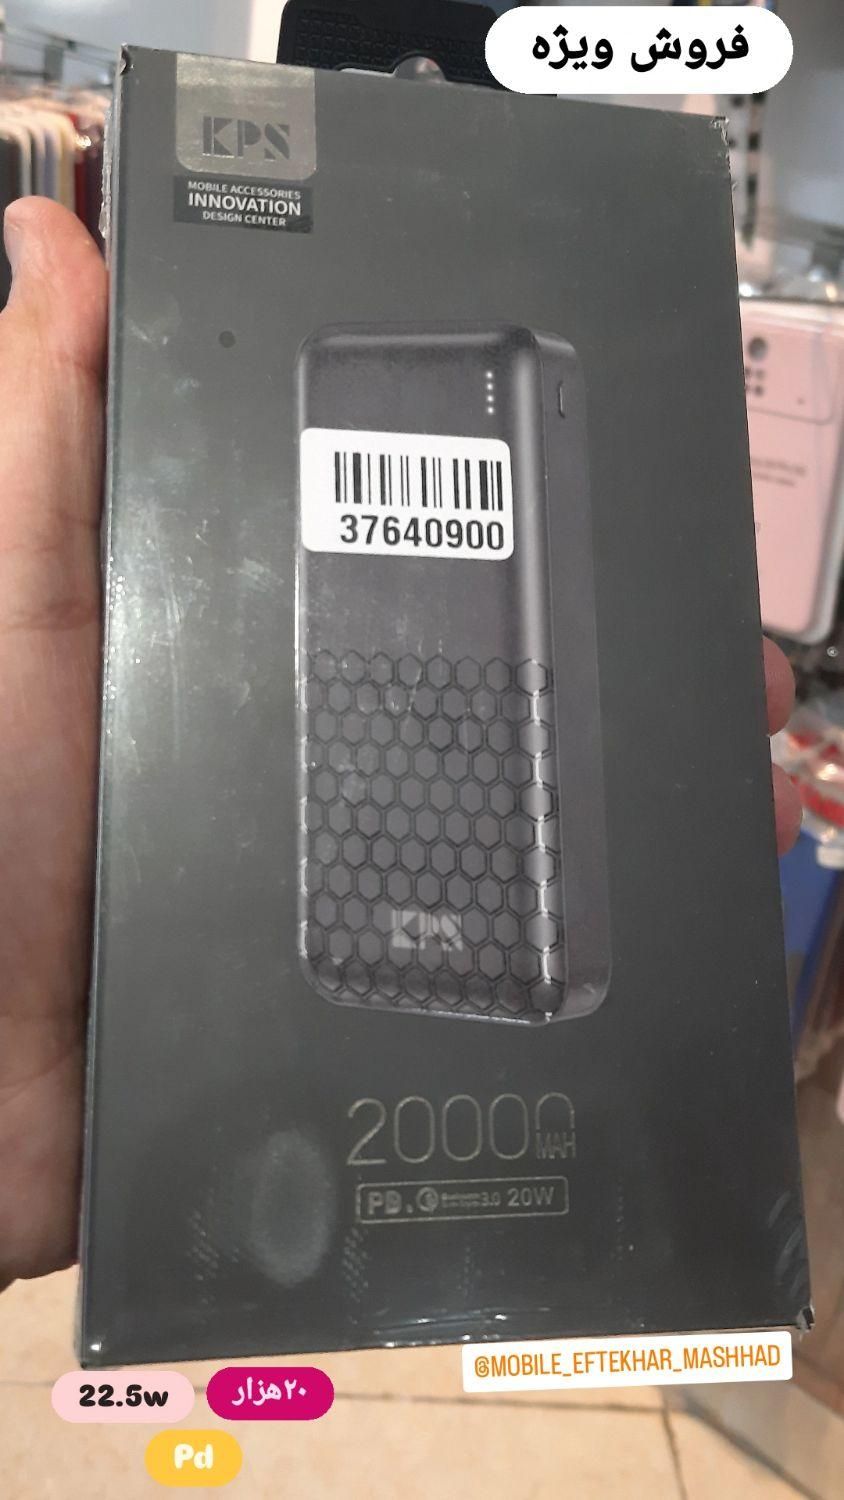 فروش ویژه
KPS
MOBILE ACCESSORIES
INNOVATION
DESIGN CENTER
37640900
KPS
20000 MAH
PD. 3.0 20W
@MOBILE_EFTEKHAR_MASHHAD
22.5w
۲۰هزار
Pd